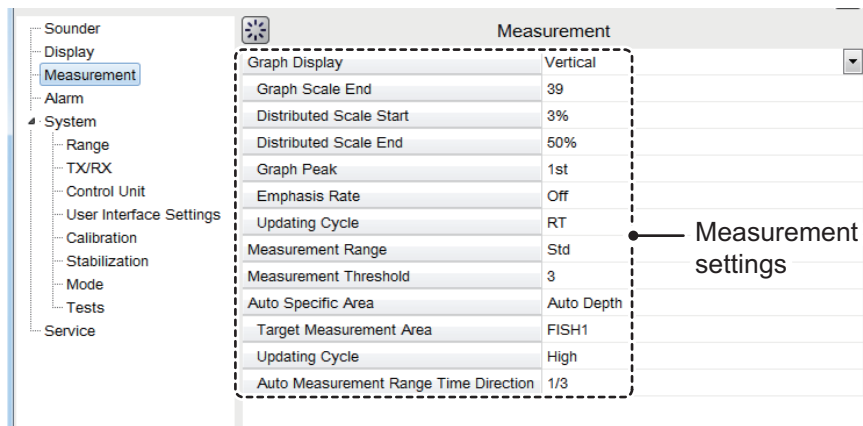 Sounder
Display
Measurement
Alarm
System
Range
TX/RX
Control Unit
User Interface Settings
Calibration
Stabilization
Mode
Tests
Service
Measurement
Graph Display Vertical
Graph Scale End 39
Distributed Scale Start 3%
Distributed Scale End 50%
Graph Peak 1st
Emphasis Rate Off
Updating Cycle RT
Measurement Range Std
Measurement Threshold 3
Auto Specific Area Auto Depth
Target Measurement Area FISH1
Updating Cycle High
Auto Measurement Range Time Direction 1/3
Measurement
settings